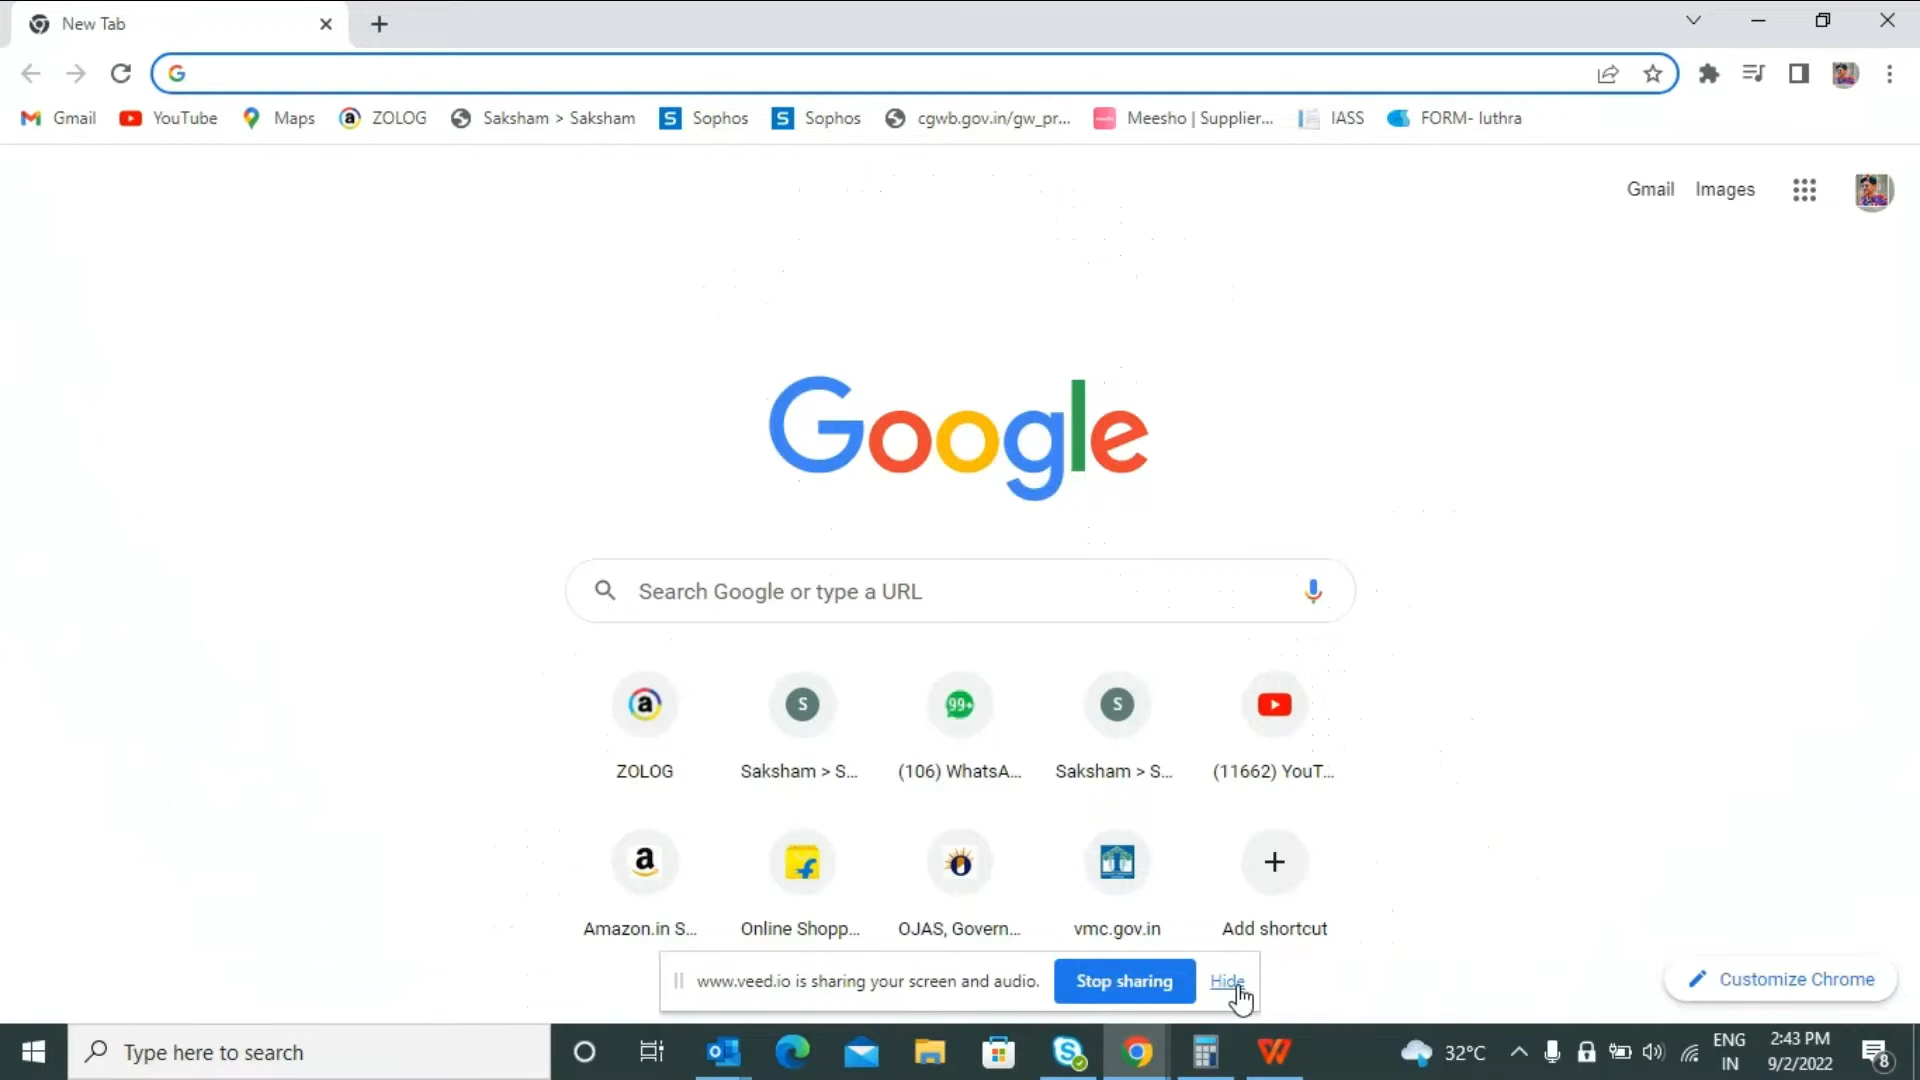 New Tab
Gmail YouTube Maps ZOLOG Saksham > Saksham Sophos Sophos cgwb.gov.in/gw_pr... Meesho | Supplier... IASS FORM- luthra
Gmail Images
Google
Search Google or type a URL
a S 99+ S
ZOLOG Saksham > S... (106) WhatsA... Saksham > S... (11662) YouT...
Amazon.in S... Online Shopp... OJAS, Govern... vmc.gov.in Add shortcut
www.veed.io is sharing your screen and audio. Stop sharing Hide
Customize Chrome
Type here to search
32°C ENG 2:43 PM
IN 9/2/2022 8